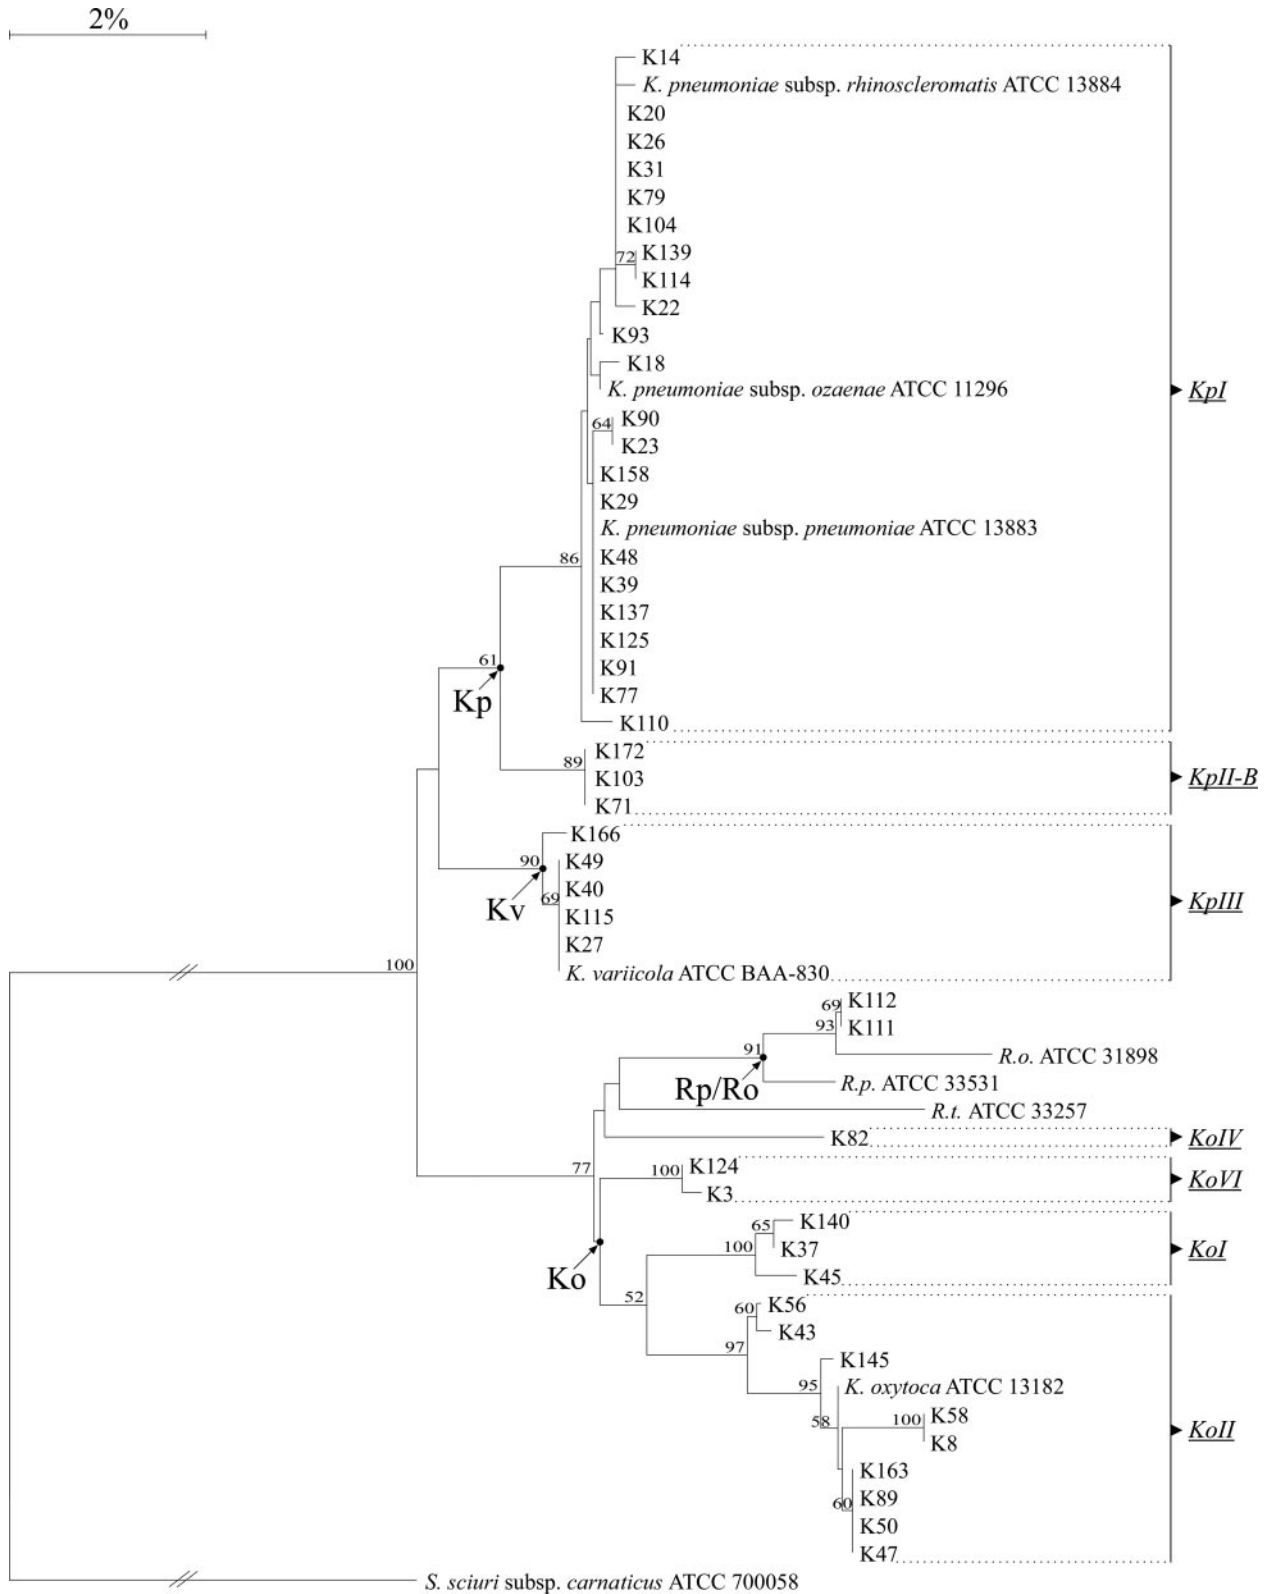 2%
K14
K. pneumoniae subsp. rhinoscleromatis ATCC 13884
K20
K26
K31
K79
K104
72
K139
K114
K22
K93
K18
K. pneumoniae subsp. ozaenae ATCC 11296
KpI
64
K90
K23
K158
K29
K. pneumoniae subsp. pneumoniae ATCC 13883
86
K48
K39
K137
K125
61
K91
Kp
K77
K110
K172
89
K103
KpII-B
K71
K166
90
K49
K40
69
Kv
KpIII
K115
K27
100
K. variicola ATCC BAA-830
69
K112
93
K111
91
R.o. ATCC 31898
Rp/Ro
R.p. ATCC 33531
R.t. ATCC 33257
K82
KoIV
77
100
K124
KoVI
K3
65
K140
100
K37
KoI
Ko
K45
52
60
K56
K43
97
K145
95
K. oxytoca ATCC 13182
58
100
K58
KoII
K8
K163
60
K89
K50
K47
S. sciuri subsp. carnaticus ATCC 700058